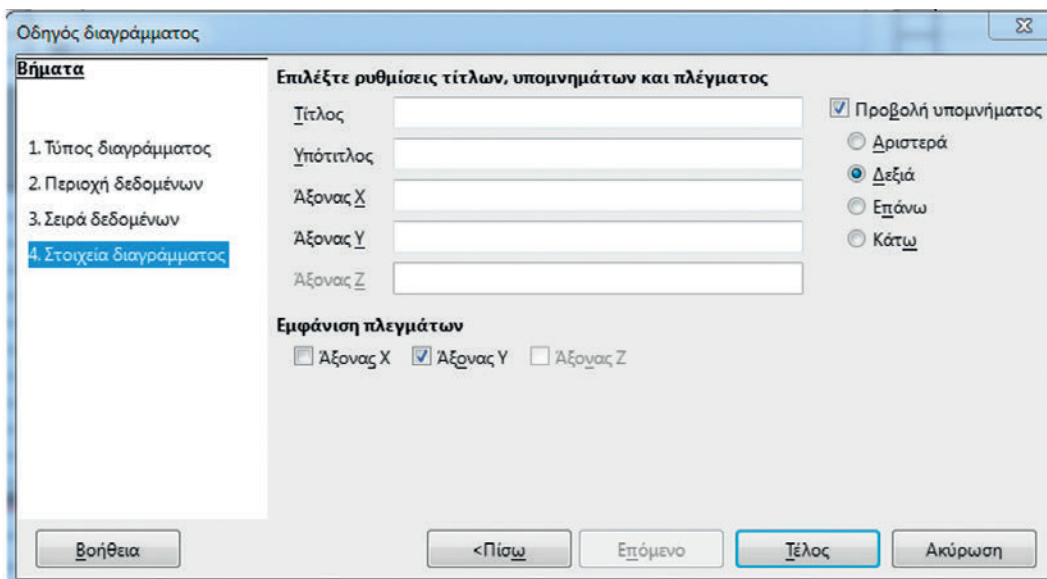 Οδηγός διαγράμματος
Βήματα
1. Τύπος διαγράμματος
2. Περιοχή δεδομένων
3. Σειρά δεδομένων
4. Στοιχεία διαγράμματος
Επιλέξτε ρυθμίσεις τίτλων, υπομνημάτων και πλέγματος
Τίτλος
Υπότιτλος
Άξονας X
Άξονας Y
Άξονας Z
Προβολή υπομνήματος
Αριστερά
Δεξιά
Επάνω
Κάτω
Εμφάνιση πλεγμάτων
Άξονας X Άξονας Y Άξονας Z
Βοήθεια <Πίσω Επόμενο Τέλος Ακύρωση